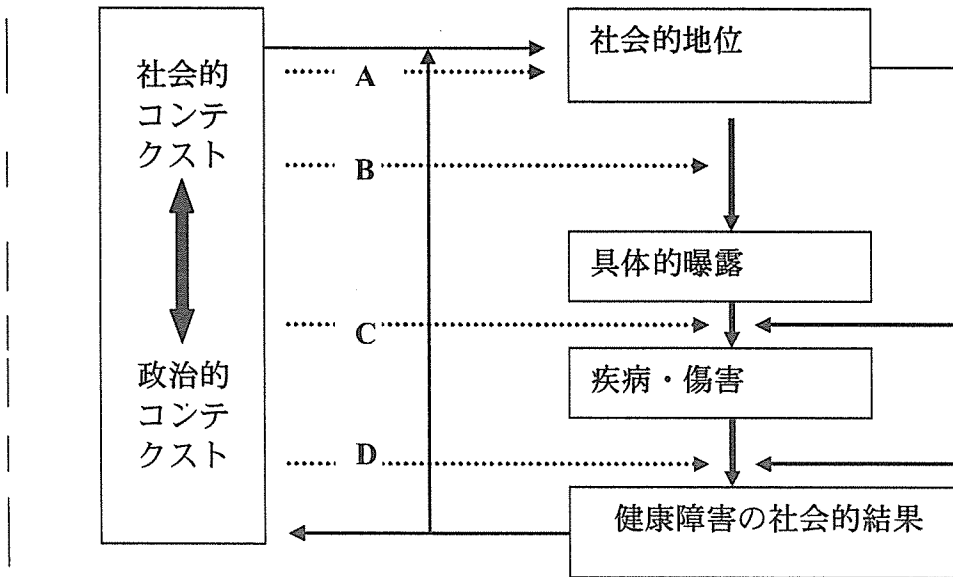 社会的
コンテ
クスト
政治的
コンテ
クスト
A
B
C
D
社会的地位
具体的曝露
疾病・傷害
健康障害の社会的結果